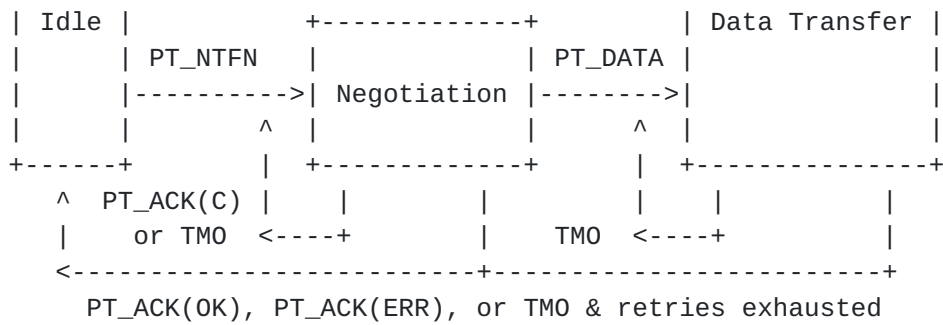 | Idle |          +-------------+          | Data Transfer |
|      | PT_NTFN  |             | PT_DATA |               |
|      |---------->| Negotiation |-------->|               |
|      |       ^  |             |      ^  |               |
+------+       |  +-------------+      |  +---------------+
^  PT_ACK(C) |   |       |        |   |         |
|    or TMO  <----+       |   TMO  <----+         |
<--------------------------+--------------------------+
PT_ACK(OK), PT_ACK(ERR), or TMO & retries exhausted